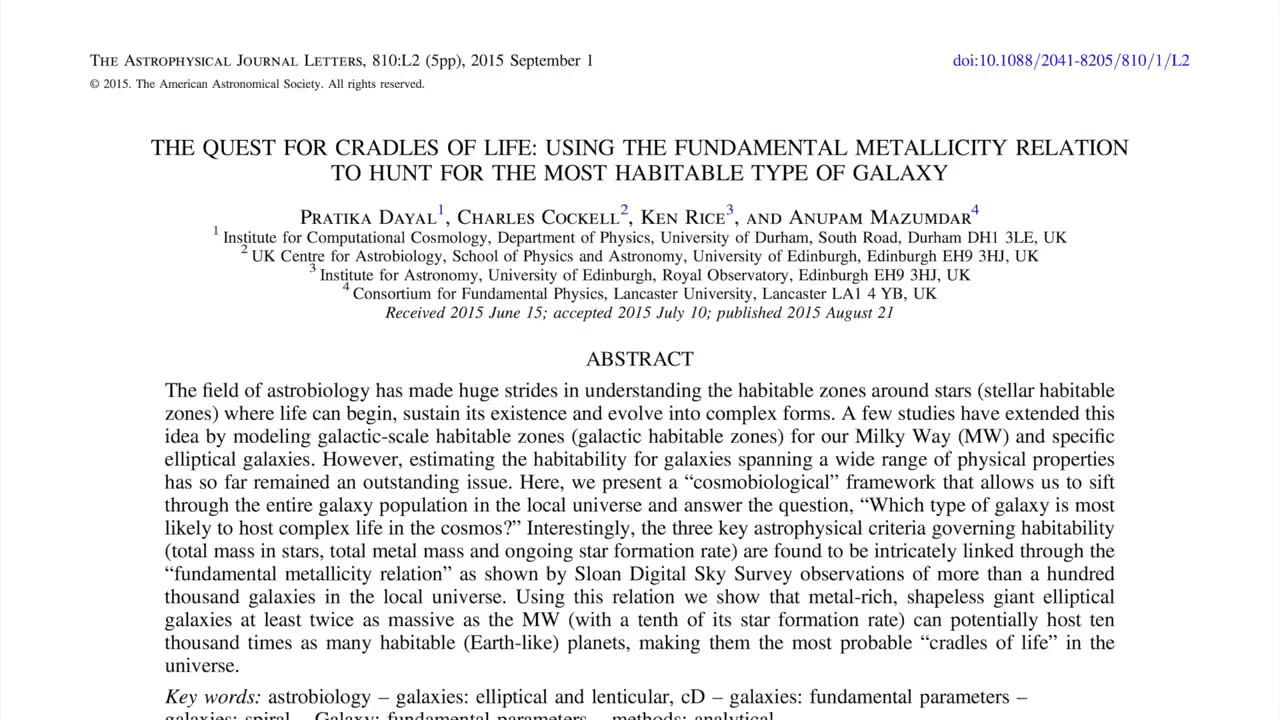 The Astrophysical Journal Letters, 810:L2 (5pp), 2015 September 1
doi:10.1088/2041-8205/810/1/L2
© 2015. The American Astronomical Society. All rights reserved.
THE QUEST FOR CRADLES OF LIFE: USING THE FUNDAMENTAL METALLICITY RELATION
TO HUNT FOR THE MOST HABITABLE TYPE OF GALAXY
Pratika Dayal1, Charles Cockell2, Ken Rice3, and Anupam Mazumdar4
1 Institute for Computational Cosmology, Department of Physics, University of Durham, South Road, Durham DH1 3LE, UK
2 UK Centre for Astrobiology, School of Physics and Astronomy, University of Edinburgh, Edinburgh EH9 3HJ, UK
3 Institute for Astronomy, University of Edinburgh, Royal Observatory, Edinburgh EH9 3HJ, UK
4 Consortium for Fundamental Physics, Lancaster University, Lancaster LA1 4 YB, UK
Received 2015 June 15; accepted 2015 July 10; published 2015 August 21
ABSTRACT
The field of astrobiology has made huge strides in understanding the habitable zones around stars (stellar habitable
zones) where life can begin, sustain its existence and evolve into complex forms. A few studies have extended this
idea by modeling galactic-scale habitable zones (galactic habitable zones) for our Milky Way (MW) and specific
elliptical galaxies. However, estimating the habitability for galaxies spanning a wide range of physical properties
has so far remained an outstanding issue. Here, we present a “cosmobiological” framework that allows us to sift
through the entire galaxy population in the local universe and answer the question, “Which type of galaxy is most
likely to host complex life in the cosmos?” Interestingly, the three key astrophysical criteria governing habitability
(total mass in stars, total metal mass and ongoing star formation rate) are found to be intricately linked through the
“fundamental metallicity relation” as shown by Sloan Digital Sky Survey observations of more than a hundred
thousand galaxies in the local universe. Using this relation we show that metal-rich, shapeless giant elliptical
galaxies at least twice as massive as the MW (with a tenth of its star formation rate) can potentially host ten
thousand times as many habitable (Earth-like) planets, making them the most probable “cradles of life” in the
universe.
Key words: astrobiology – galaxies: elliptical and lenticular, cD – galaxies: fundamental parameters –
galaxies: spiral – Galaxy: fundamental parameters – methods: analytical